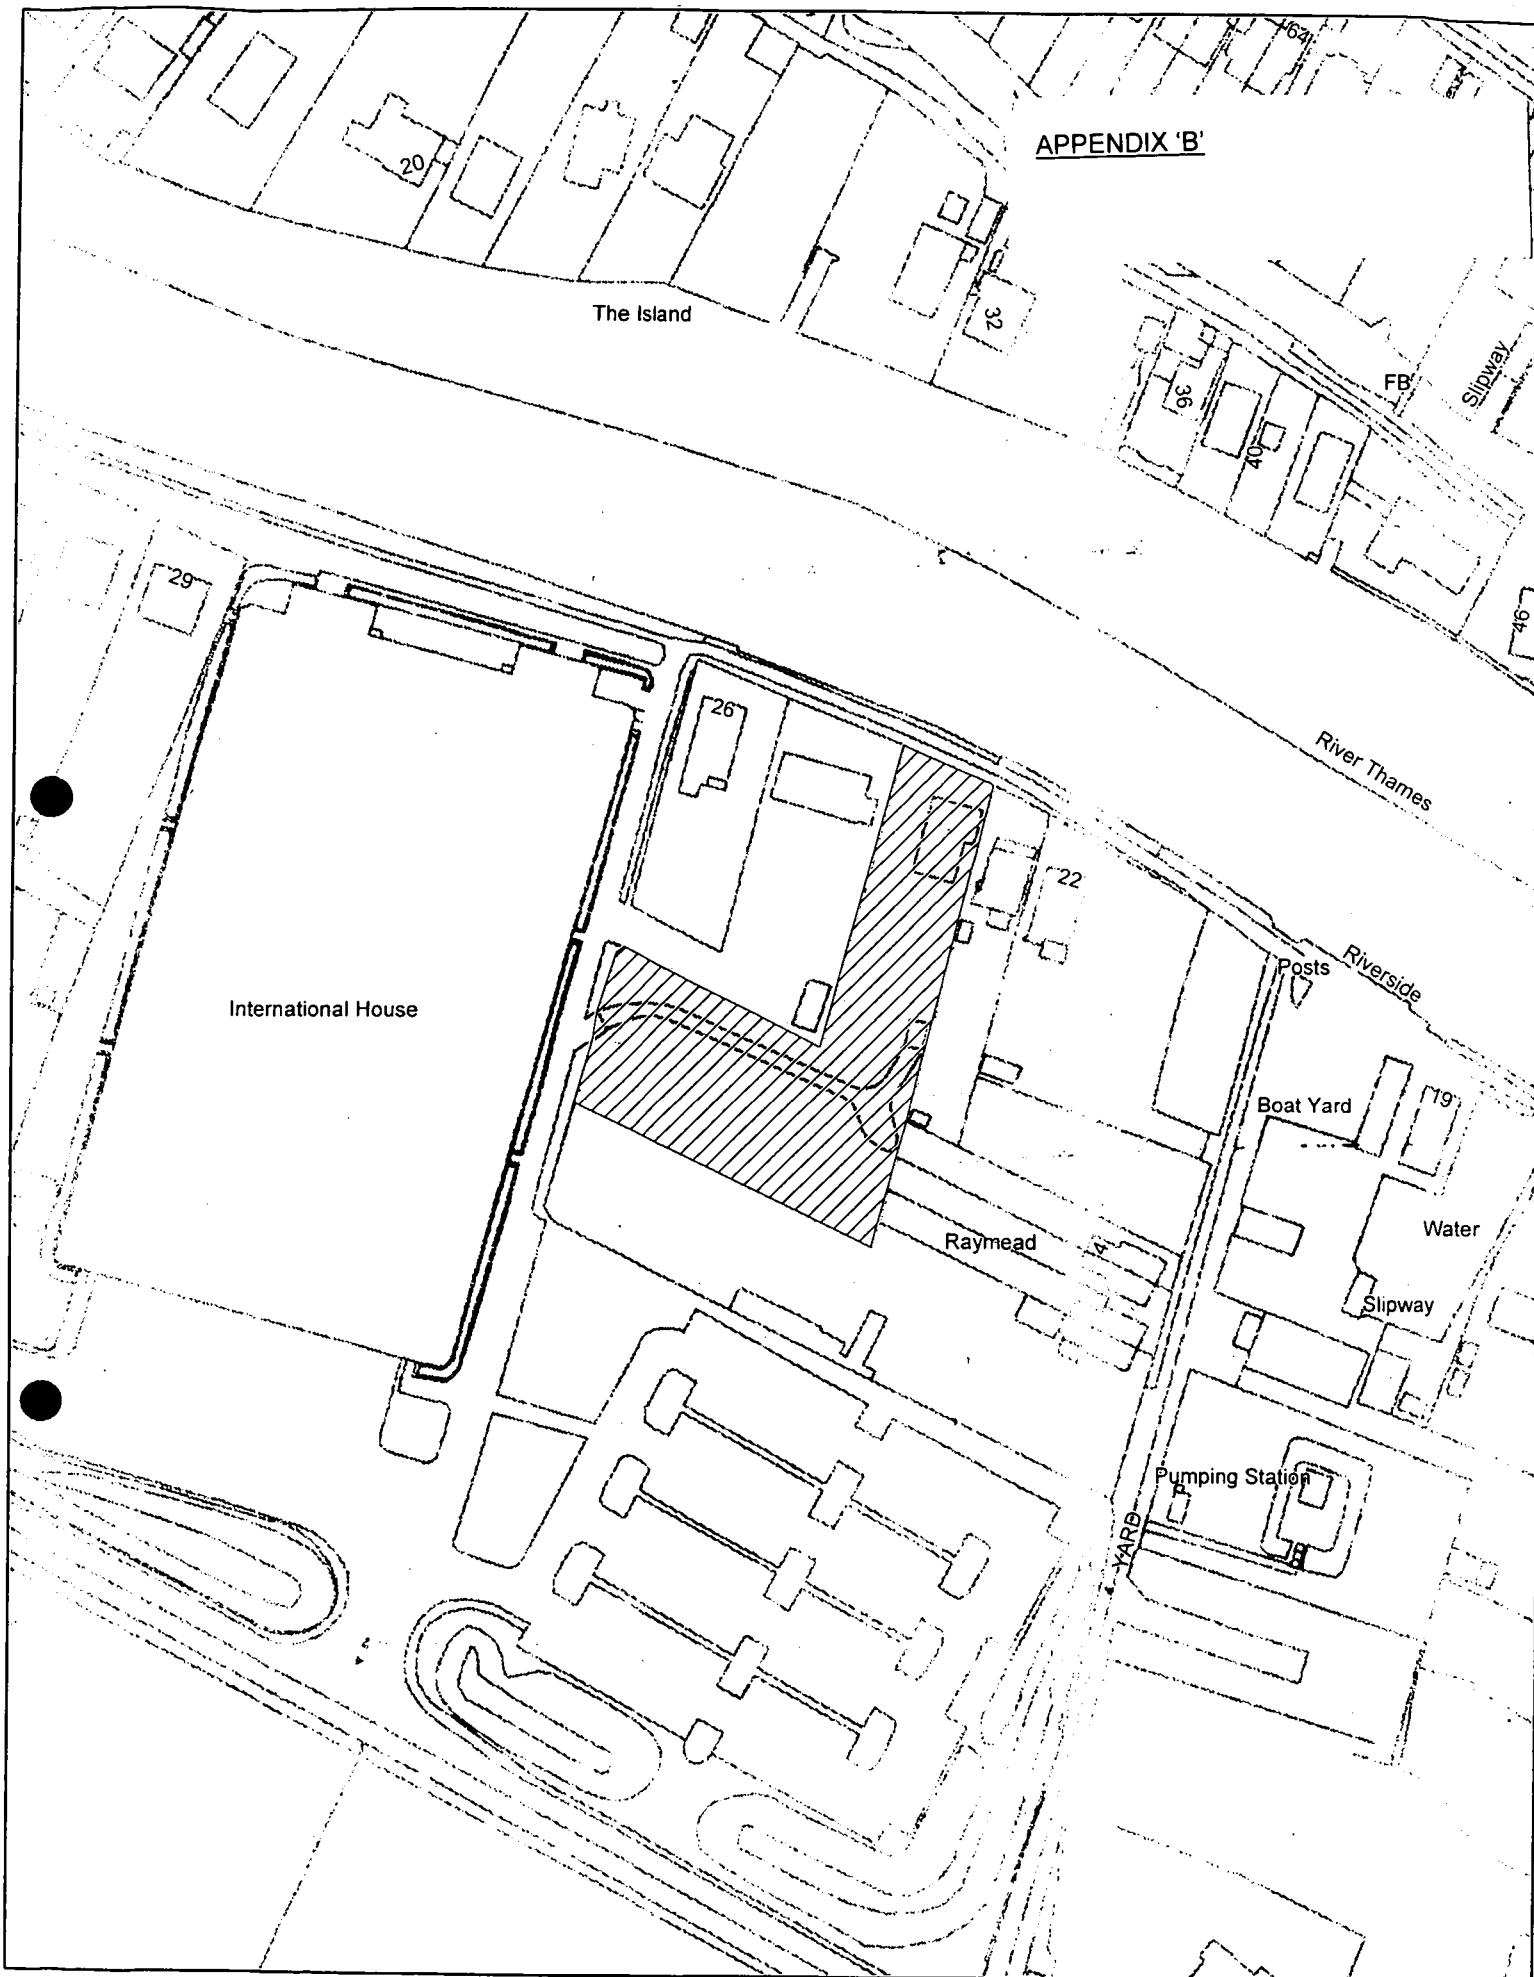 64
APPENDIX 'B'
20
The Island
32
FB
Slipway
36
40
29
46
26
River Thames
22
Riverside
Posts
International House
Boat Yard
19
Water
Raymead
4
Slipway
Pumping Station
YARD